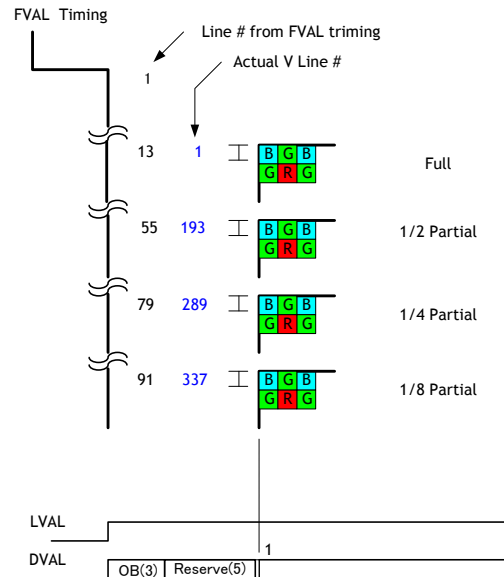 FVAL Timing
Line # from FVAL triming
Actual V Line #
1
13 1 B G B Full
G R G
55 193 B G B 1/2 Partial
G R G
79 289 B G B 1/4 Partial
G R G
91 337 B G B 1/8 Partial
G R G
LVAL
1
DVAL OB(3) Reserve(5)